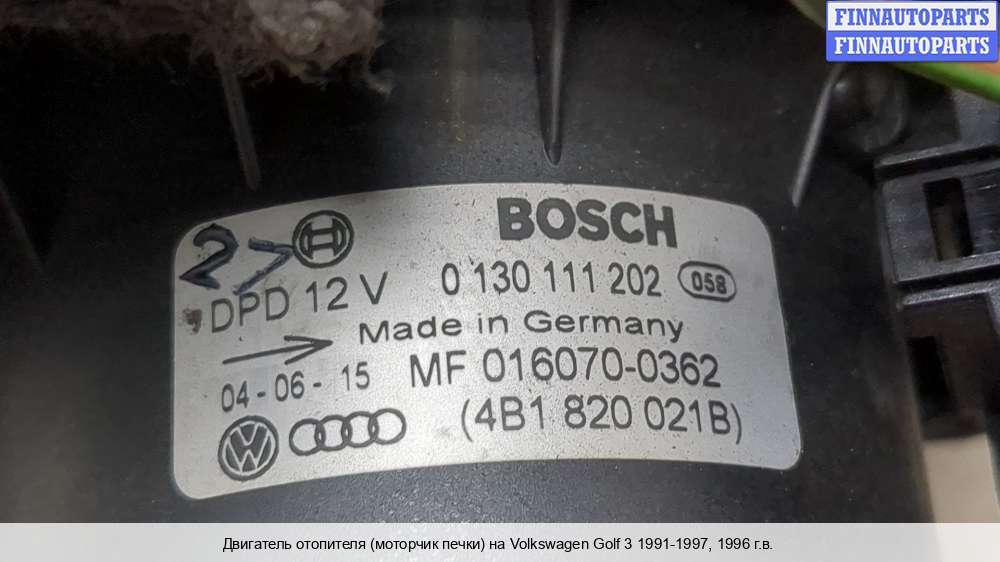 FINNAUTOPARTS
FINNAUTOPARTS
BOSCH
27
DPD 12 V 0 130 111 202 058
Made in Germany
04-06-15 MF 016070-0362
(4B1 820 021B)
Двигатель отопителя (моторчик печки) на Volkswagen Golf 3 1991-1997, 1996 г.в.